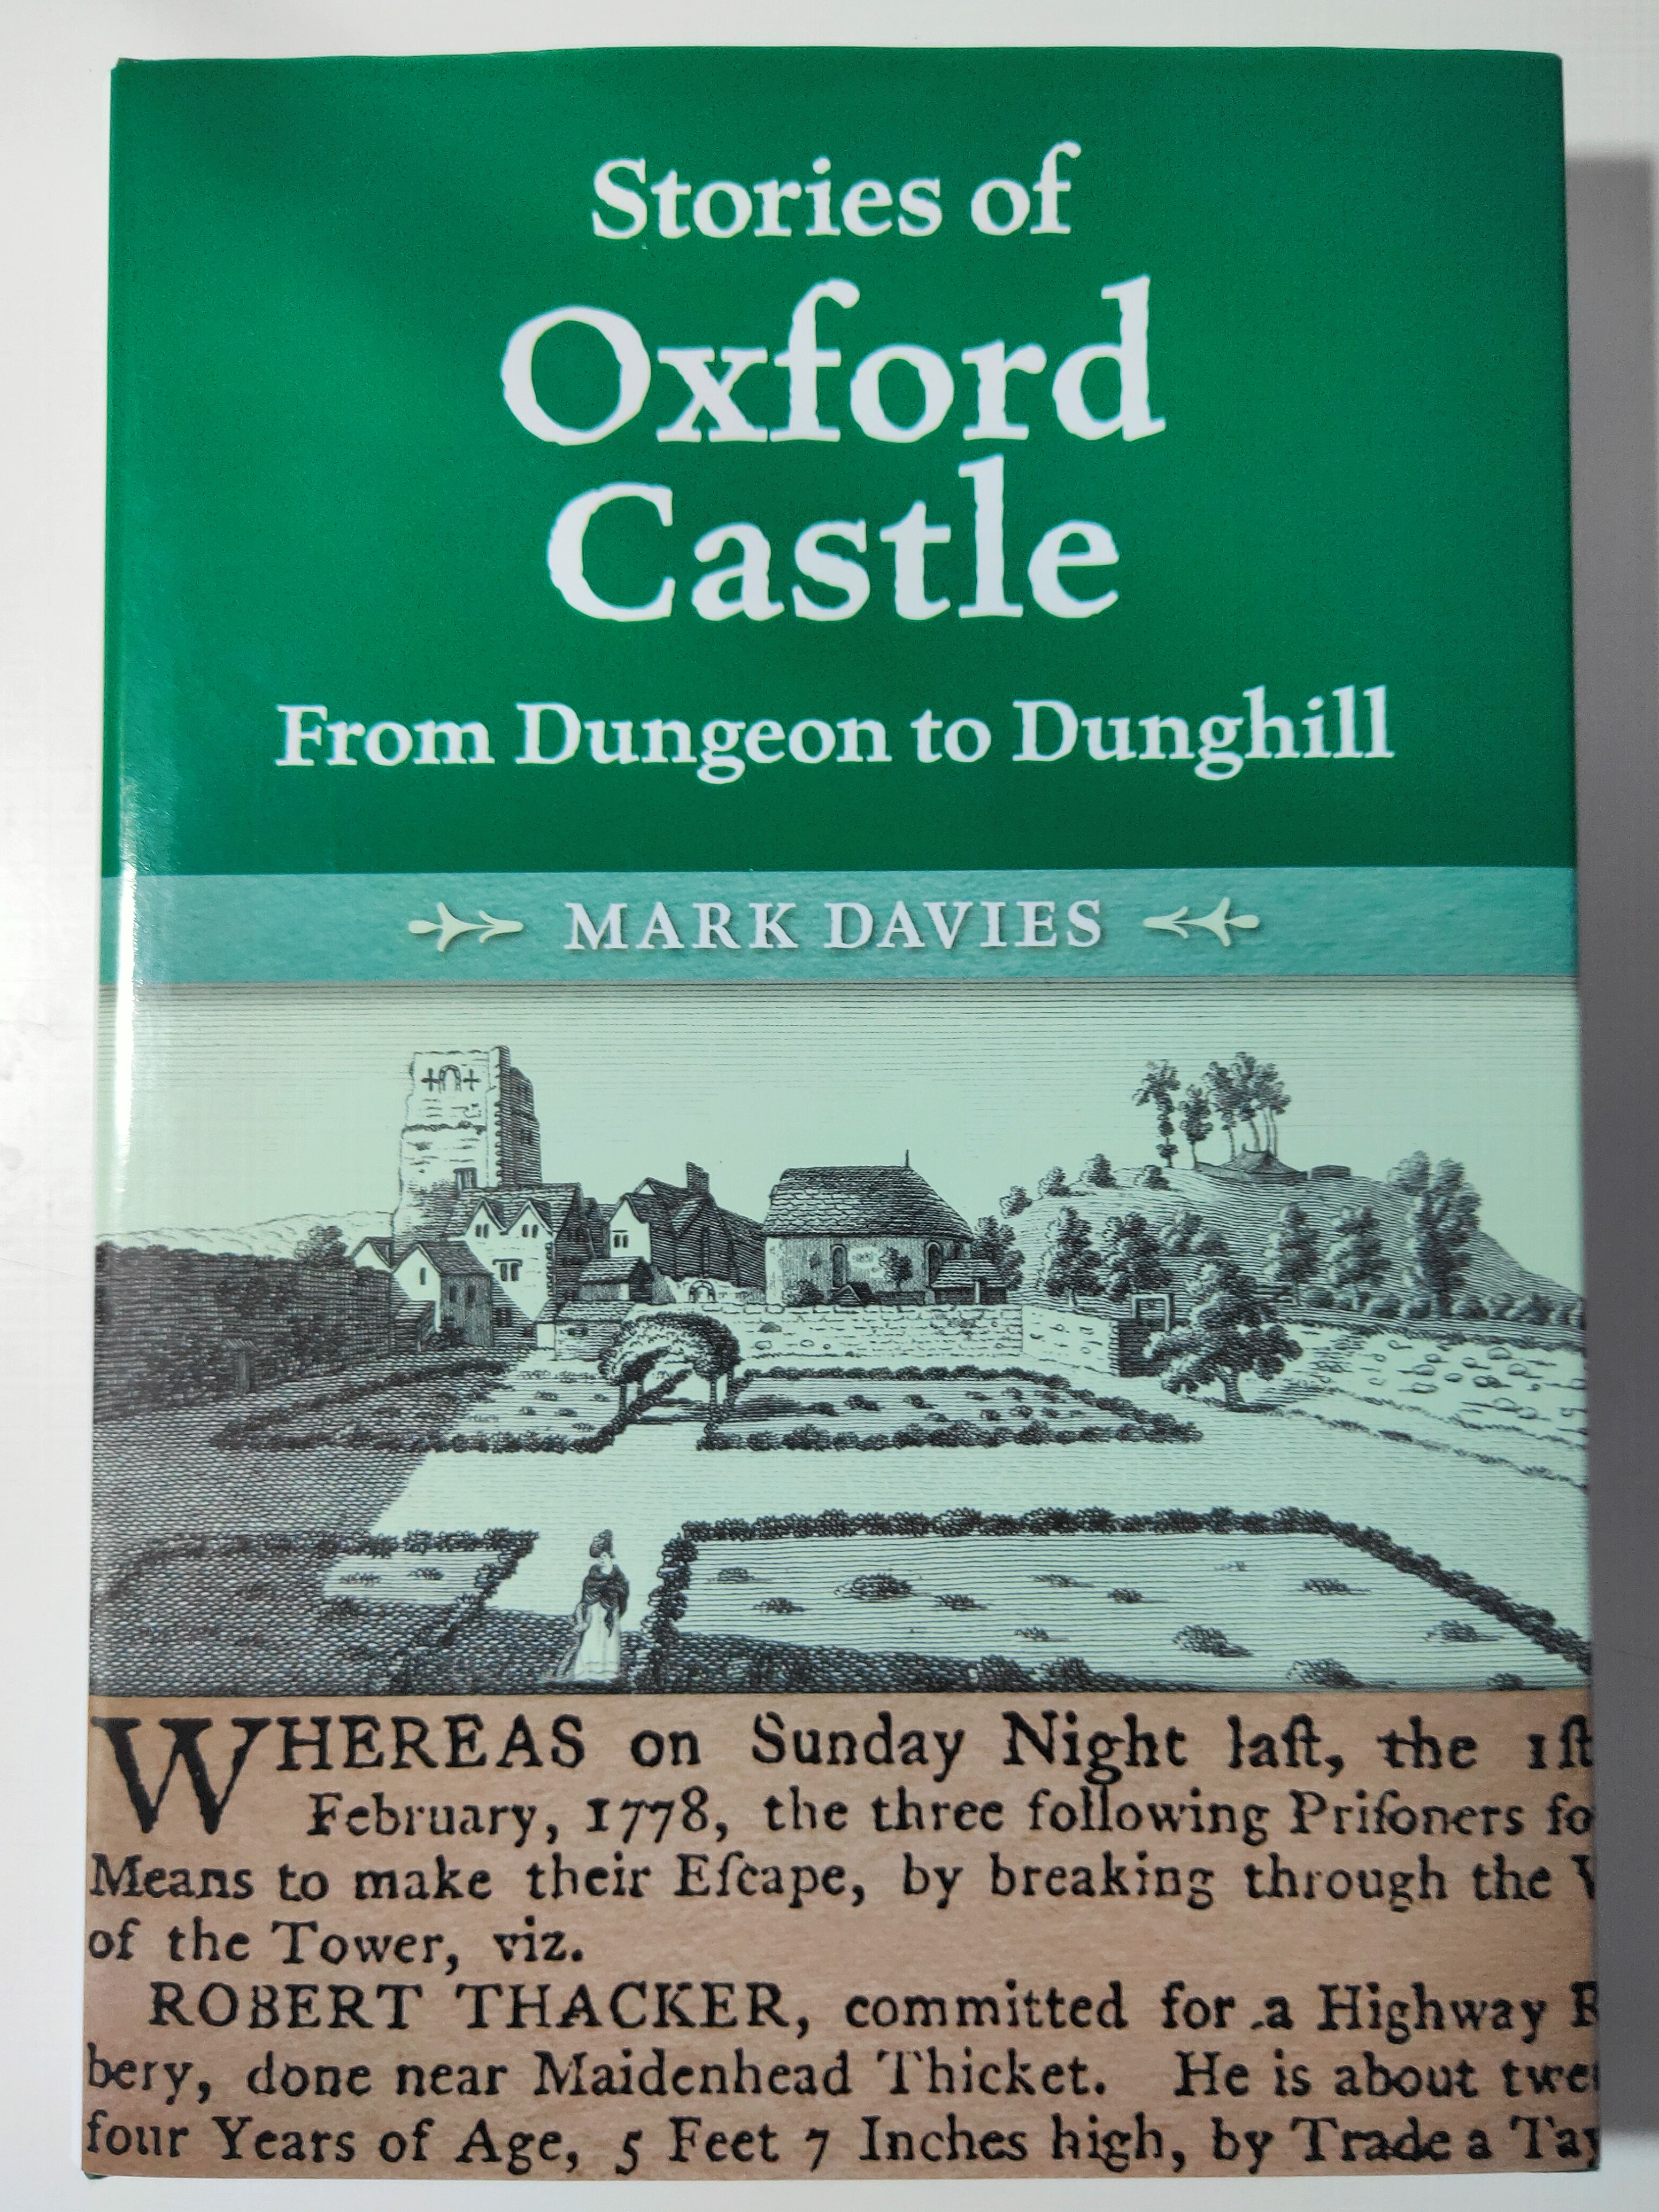 Stories of
Oxford
Castle
From Dungeon to Dunghill
MARK DAVIES
WHEREAS on Sunday Night laſt, the 1ſt
February, 1778, the three following Priſoners fo
Means to make their Eſcape, by breaking through the
of the Tower, viz.
ROBERT THACKER, committed for a Highway R
bery, done near Maidenhead Thicket. He is about twe
four Years of Age, 5 Feet 7 Inches high, by Trade a Tay